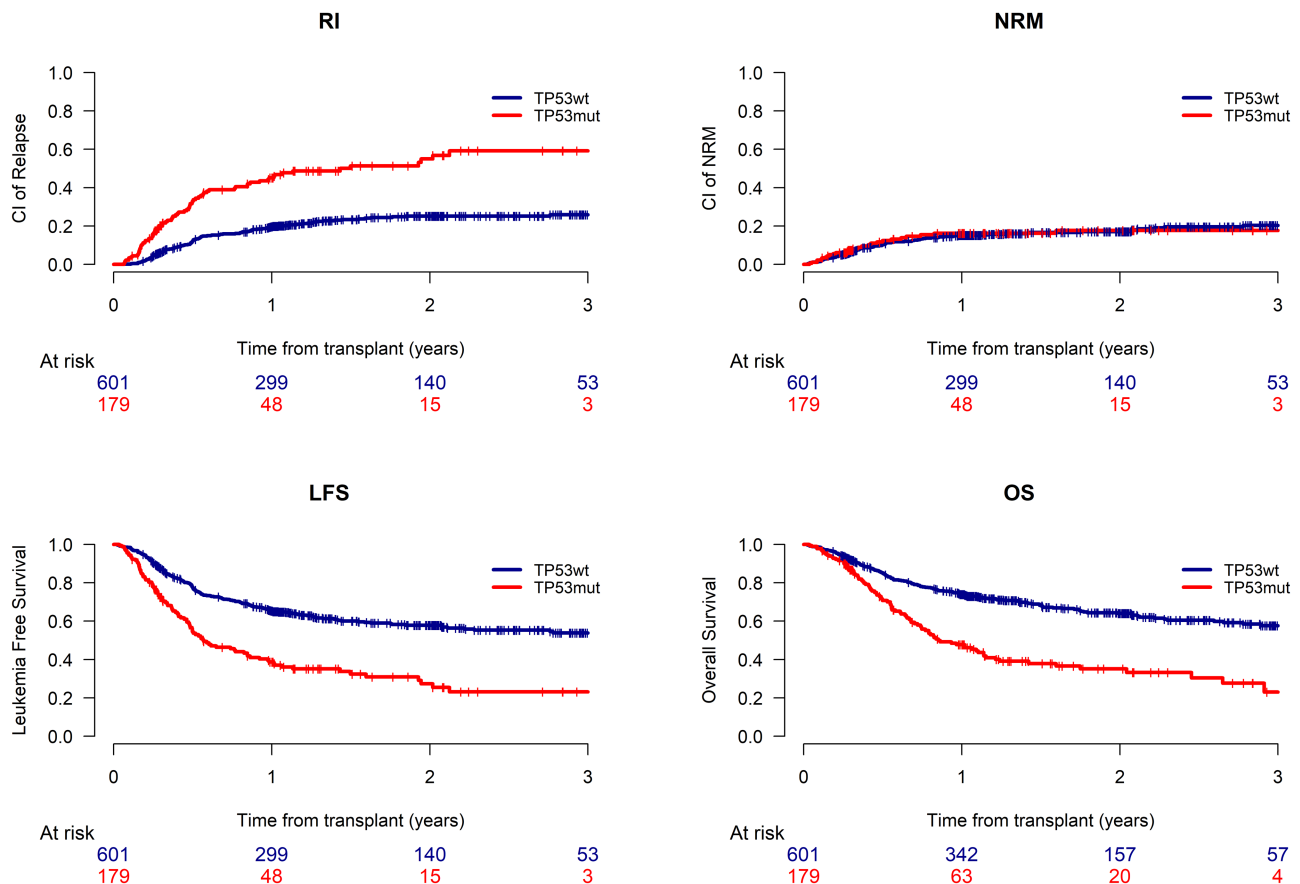 RI
CI of Relapse
1.0
0.8
0.6
0.4
0.2
0.0
TP53wt
TP53mut
0 1 2 3
Time from transplant (years)
At risk
601 299 140 53
179 48 15 3
NRM
CI of NRM
1.0
0.8
0.6
0.4
0.2
0.0
TP53wt
TP53mut
0 1 2 3
Time from transplant (years)
At risk
601 299 140 53
179 48 15 3
LFS
Leukemia Free Survival
1.0
0.8
0.6
0.4
0.2
0.0
TP53wt
TP53mut
0 1 2 3
Time from transplant (years)
At risk
601 299 140 53
179 48 15 3
OS
Overall Survival
1.0
0.8
0.6
0.4
0.2
0.0
TP53wt
TP53mut
0 1 2 3
Time from transplant (years)
At risk
601 342 157 57
179 63 20 4